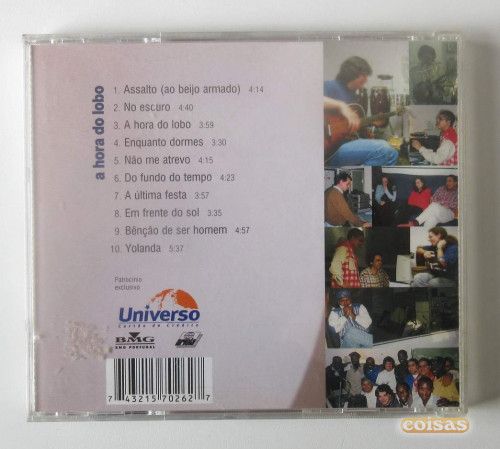 a hora do lobo
1. Assalto (ao beijo armado) 4:14
2. No escuro 4:40
3. A hora do lobo 3:59
4. Enquanto dormes 3:30
5. Não me atrevo 4:15
6. Do fundo do tempo 4:23
7. A última festa 3:57
8. Em frente do sol 3:35
9. Bênção de ser homem 4:57
10. Yolanda 5:37
Patrocínio
exclusivo
Universo
Cartão de Crédito
BMG
BMG PORTUGAL
7 43215 70262 7
coisas